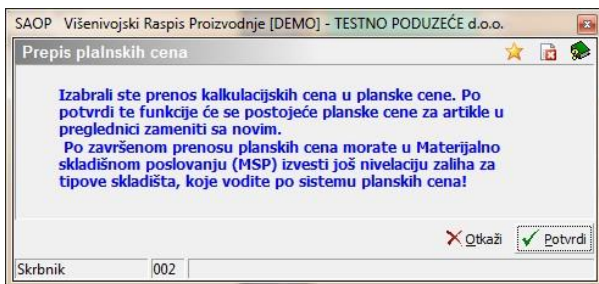 SAOP Višenivojski Raspis Proizvodnje [DEMO] - TESTNO PODUZEĆE d.o.o.
Prepis plalnskih cena
Izabrali ste prenos kalkulacijskih cena u planske cene. Po
potvrdi te funkcije će se postojeće planske cene za artikle u
preglednici zameniti sa novim.
Po završenom prenosu planskih cena morate u Materijalno
skladišnom poslovanju (MSP) izvesti još nivelaciju zaliha za
tipove skladišta, koje vodite po sistemu planskih cena!
Otkaži Potvrdi
Skrbnik 002